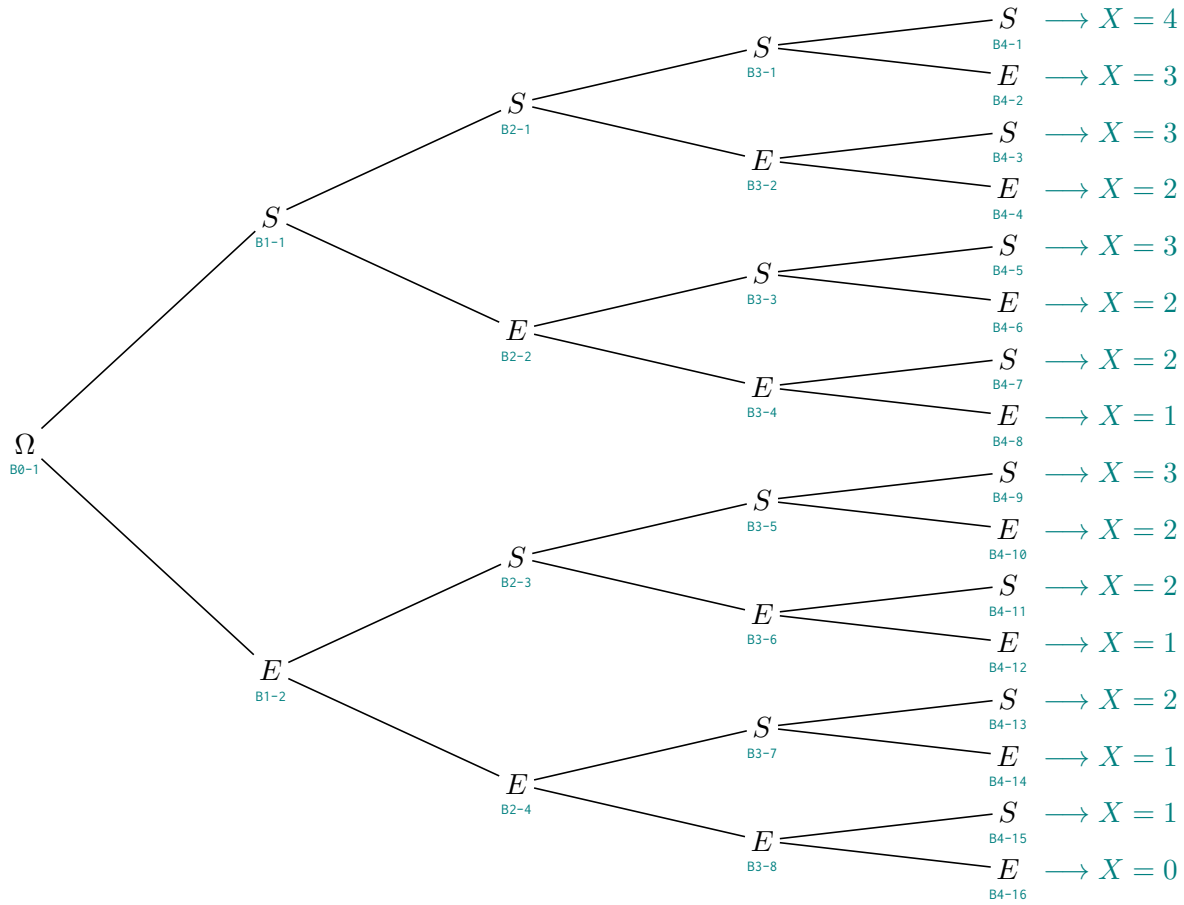 S ⟶ X = 4
B4-1
S
B3-1
E ⟶ X = 3
B4-2
S
B2-1
S ⟶ X = 3
B4-3
E
B3-2
E ⟶ X = 2
B4-4
S
B1-1
S ⟶ X = 3
B4-5
S
B3-3
E ⟶ X = 2
B4-6
E
B2-2
S ⟶ X = 2
B4-7
E
B3-4
E ⟶ X = 1
B4-8
Ω
B0-1
S ⟶ X = 3
B4-9
S
B3-5
E ⟶ X = 2
B4-10
S
B2-3
S ⟶ X = 2
B4-11
E
B3-6
E ⟶ X = 1
B4-12
E
B1-2
S ⟶ X = 2
B4-13
S
B3-7
E ⟶ X = 1
B4-14
E
B2-4
S ⟶ X = 1
B4-15
E
B3-8
E ⟶ X = 0
B4-16